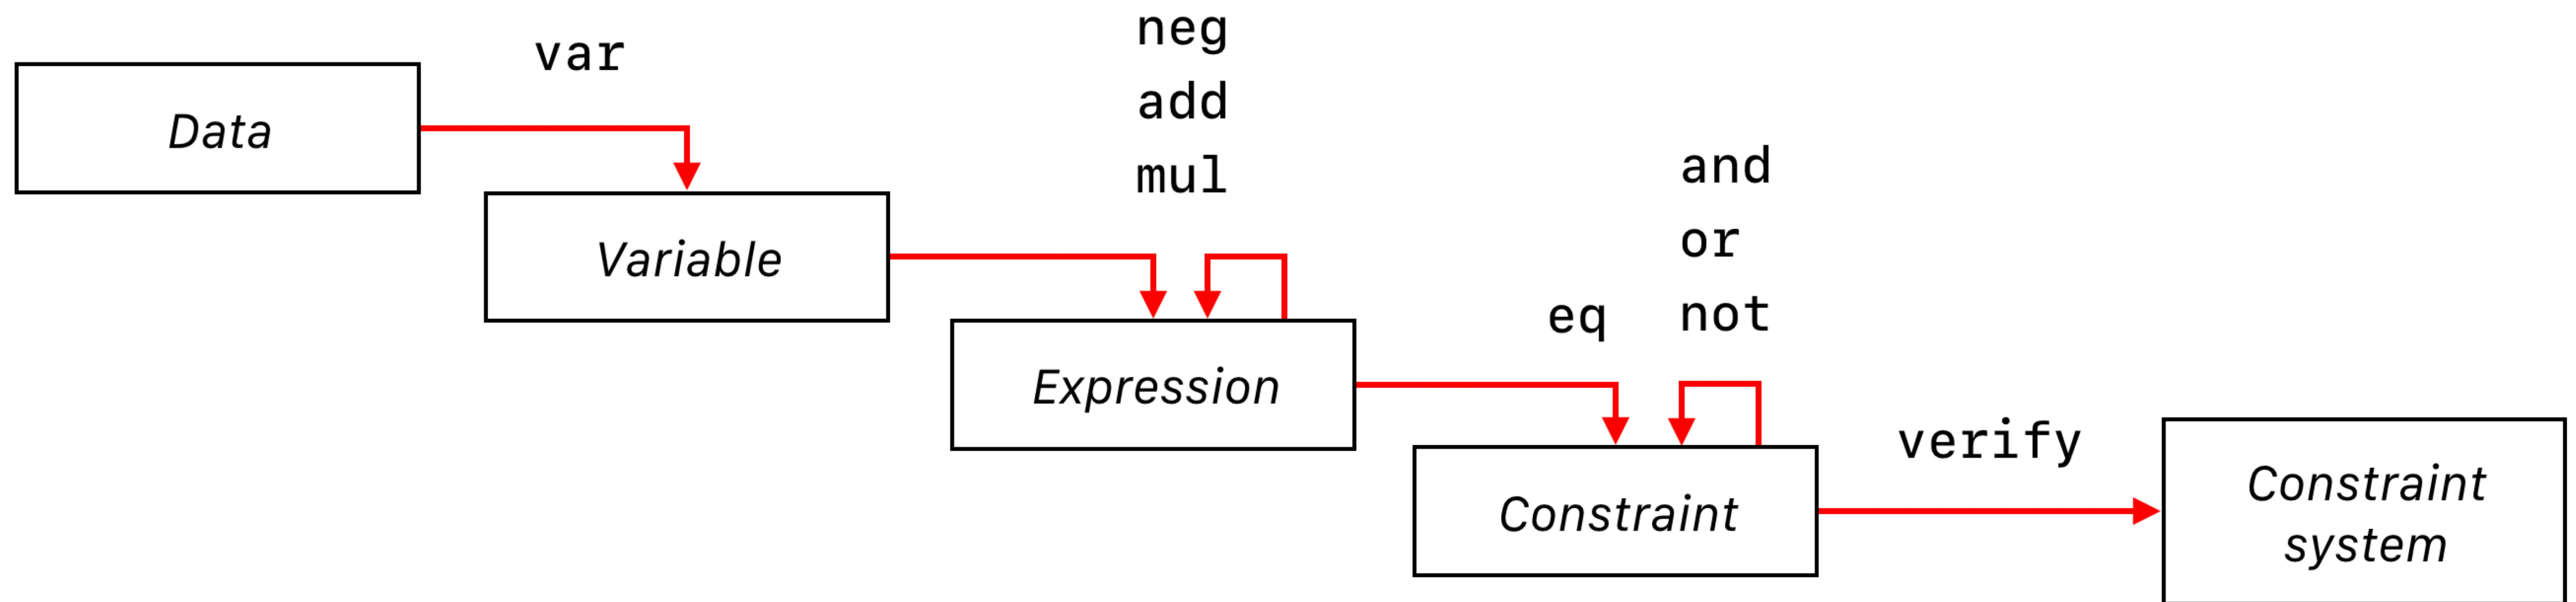 neg
var
add
Data
mul
and
Variable
or
eq
not
Expression
verify
Constraint
Constraint
system